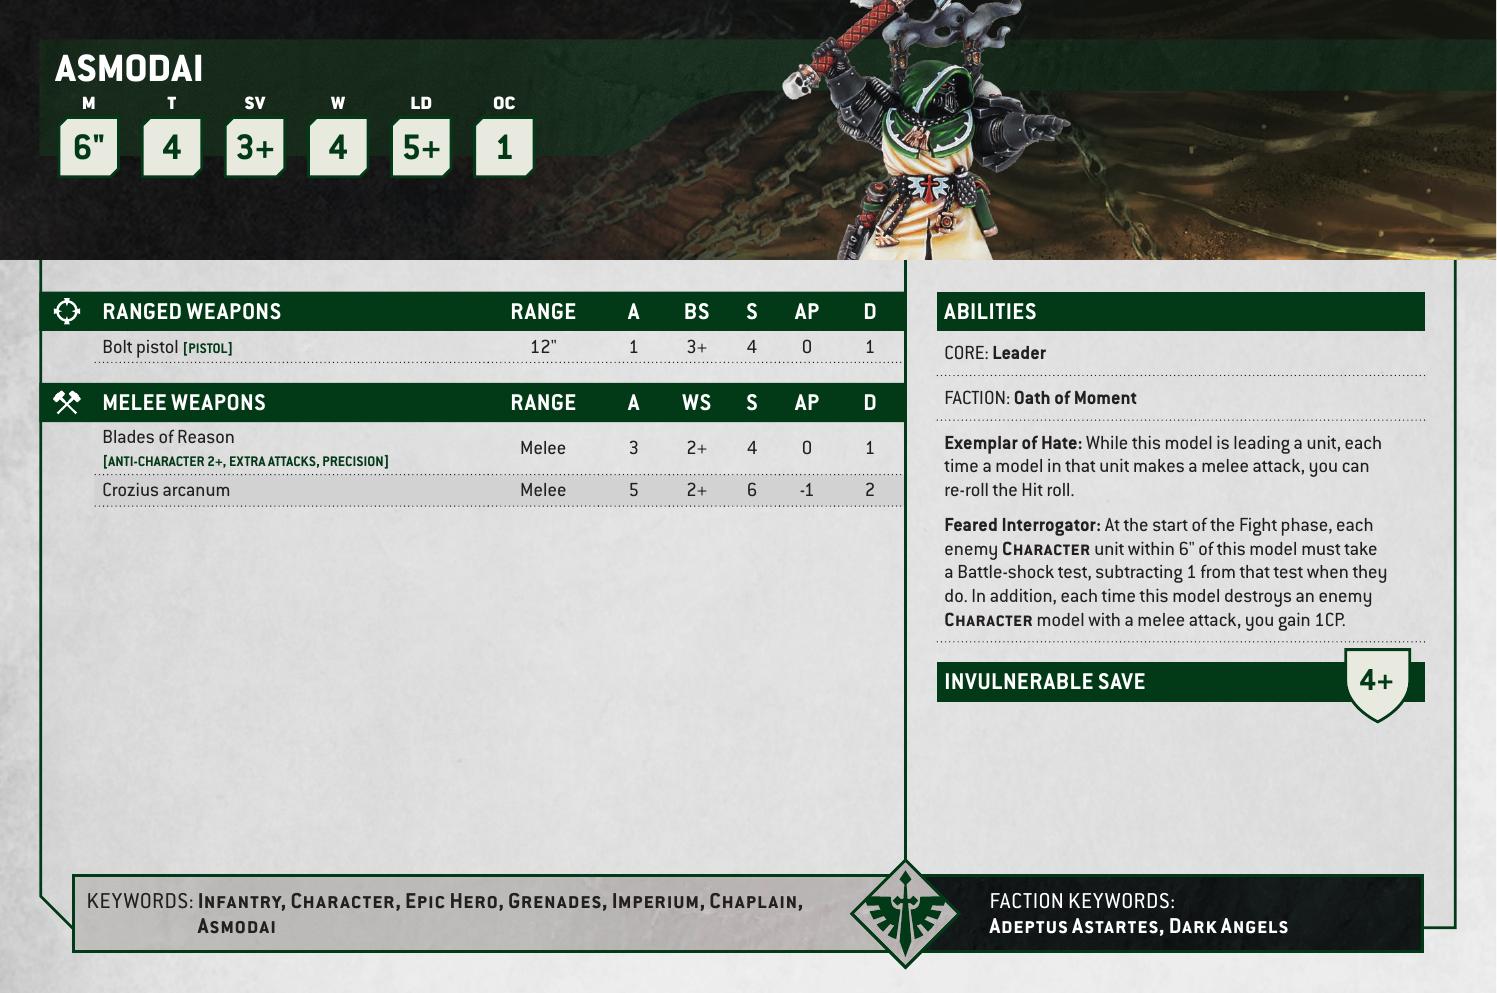 ASMODAI
M T SV W LD OC
6" 4 3+ 4 5+ 1
RANGED WEAPONS RANGE A BS S AP D
Bolt pistol [PISTOL] 12" 1 3+ 4 0 1
MELEE WEAPONS RANGE A WS S AP D
Blades of Reason
[ANTI-CHARACTER 2+, EXTRA ATTACKS, PRECISION] Melee 3 2+ 4 0 1
Crozius arcanum Melee 5 2+ 6 -1 2
ABILITIES
CORE: Leader
FACTION: Oath of Moment
Exemplar of Hate: While this model is leading a unit, each
time a model in that unit makes a melee attack, you can
re-roll the Hit roll.
Feared Interrogator: At the start of the Fight phase, each
enemy CHARACTER unit within 6" of this model must take
a Battle-shock test, subtracting 1 from that test when they
do. In addition, each time this model destroys an enemy
CHARACTER model with a melee attack, you gain 1CP.
INVULNERABLE SAVE 4+
KEYWORDS: INFANTRY, CHARACTER, EPIC HERO, GRENADES, IMPERIUM, CHAPLAIN,
ASMODAI
FACTION KEYWORDS:
ADEPTUS ASTARTES, DARK ANGELS